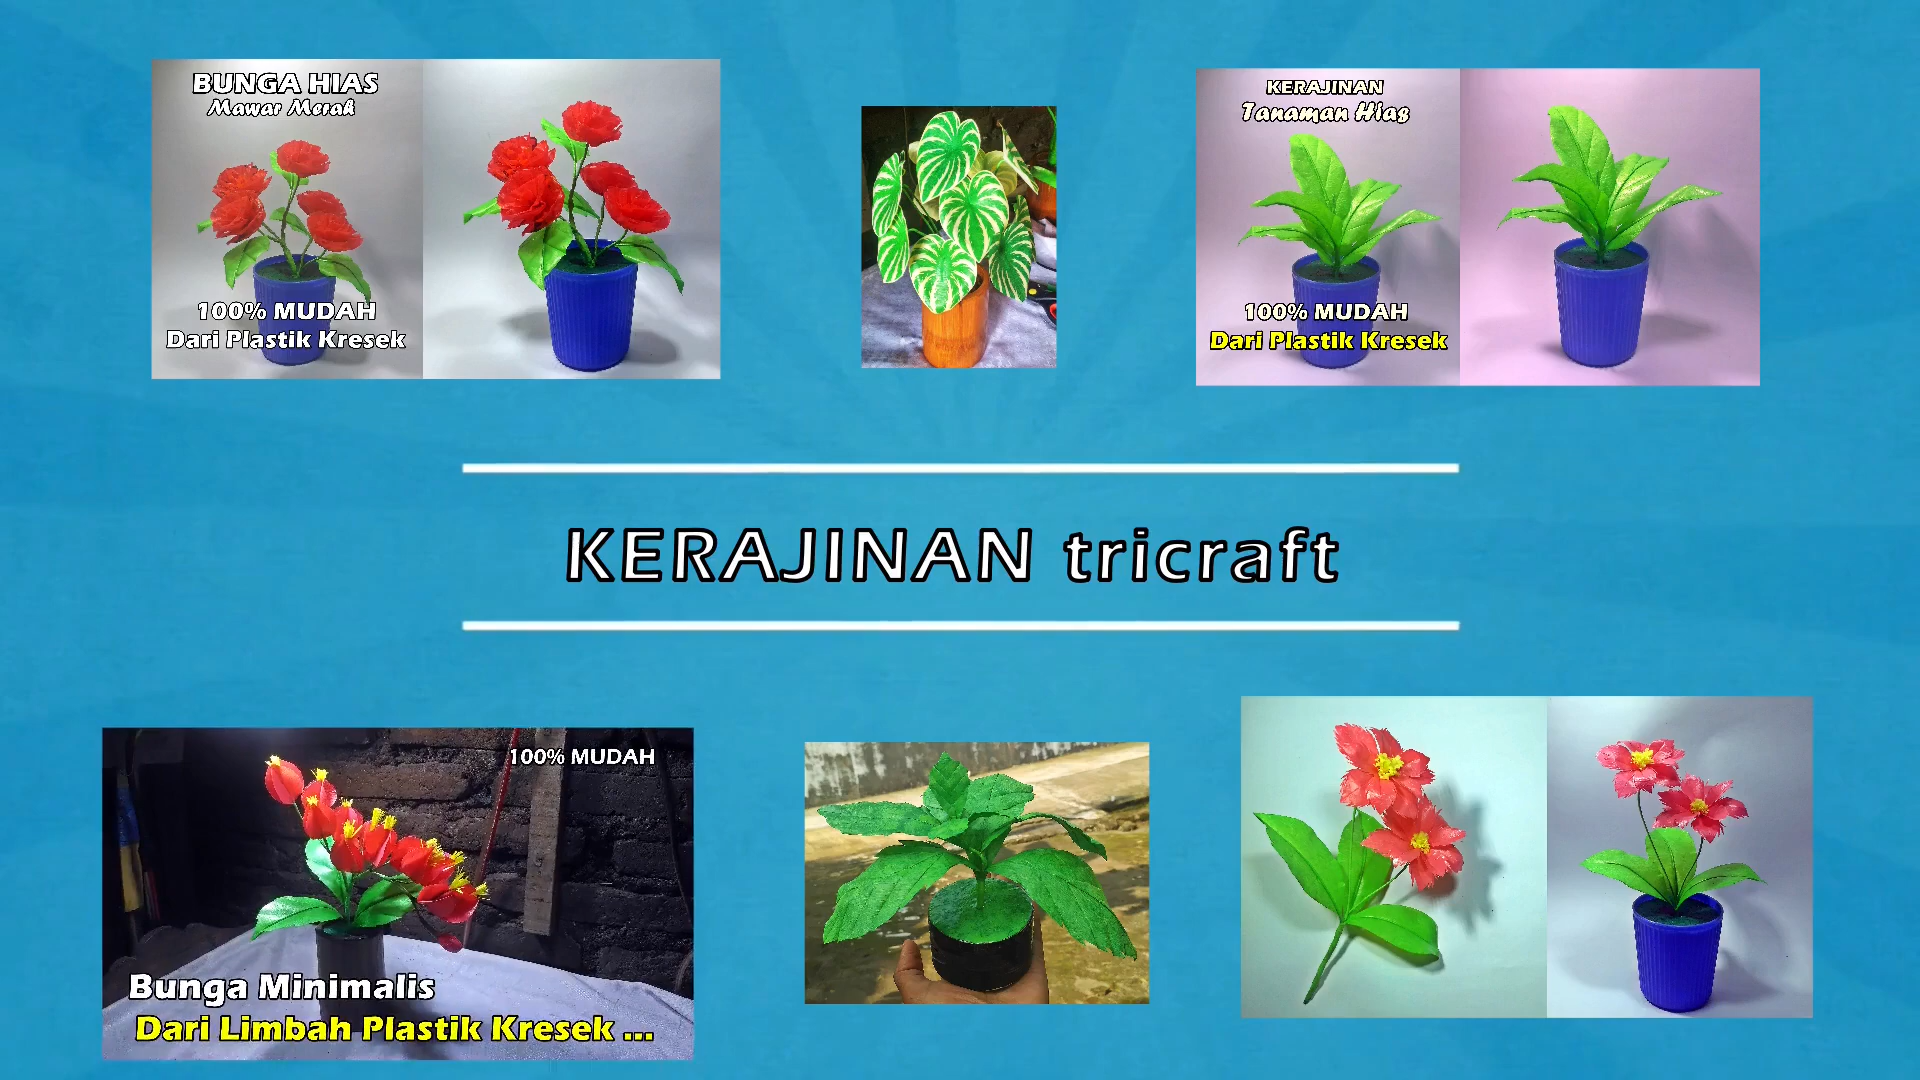 BUNGA HIAS
Mawar Merah
100% MUDAH
Dari Plastik Kresek
KERAJINAN
Tanaman Hias
100% MUDAH
Dari Plastik Kresek
KERAJINAN tricraft
100% MUDAH
Bunga Minimalis
Dari Limbah Plastik Kresek ...